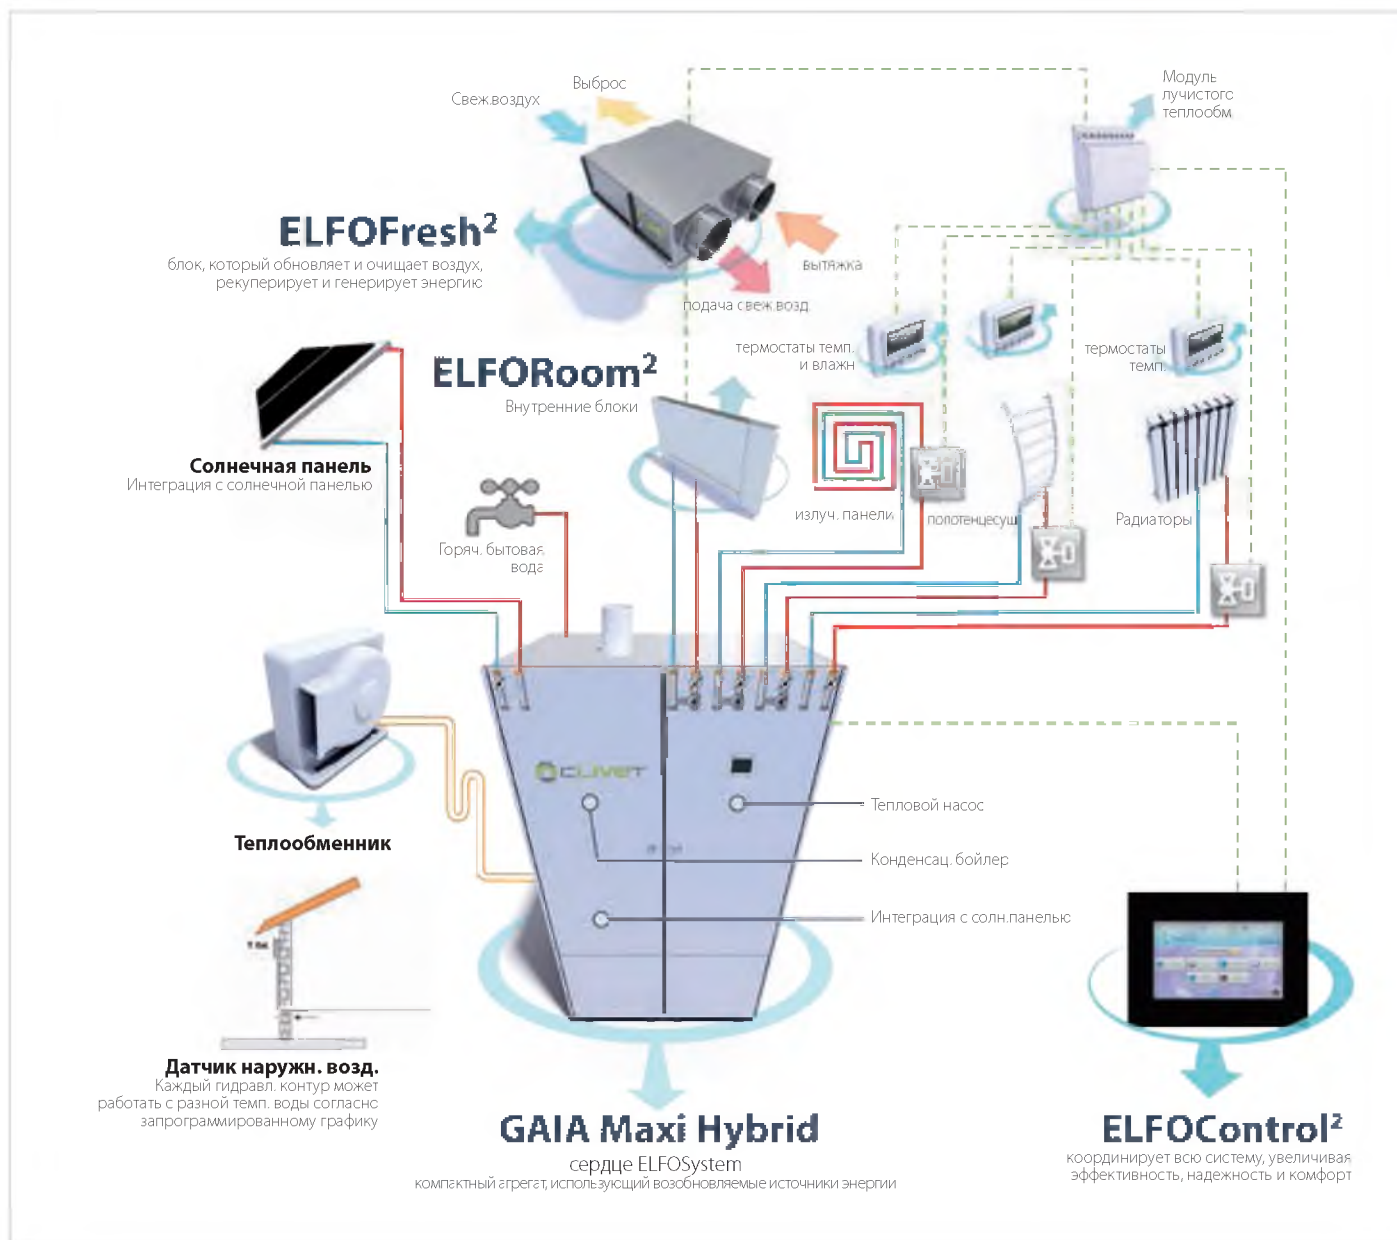 Выброс
Свеж.воздух
Модуль
лучистого
теплообм.
ELFOFresh²
блок, который обновляет и очищает воздух,
рекуперирует и генерирует энергию
вытяжка
подача свеж.возд.
ELFORoom²
Внутренние блоки
термостаты темп.
и влажн
термостаты
темп.
Солнечная панель
Интеграция с солнечной панелью
Горяч. бытовая
вода
излуч. панели
полотенцесуш
Радиаторы
CLIVET
Теплообменник
Тепловой насос
Конденсац. бойлер
Интеграция с солн.панелью
Датчик наружн. возд.
Каждый гидравл. контур может
работать с разной темп. воды согласно
запрограммированному графику
GAIA Maxi Hybrid
сердце ELFOSystem
компактный агрегат, использующий возобновляемые источники энергии
ELFOControl²
координирует всю систему, увеличивая
эффективность, надежность и комфорт